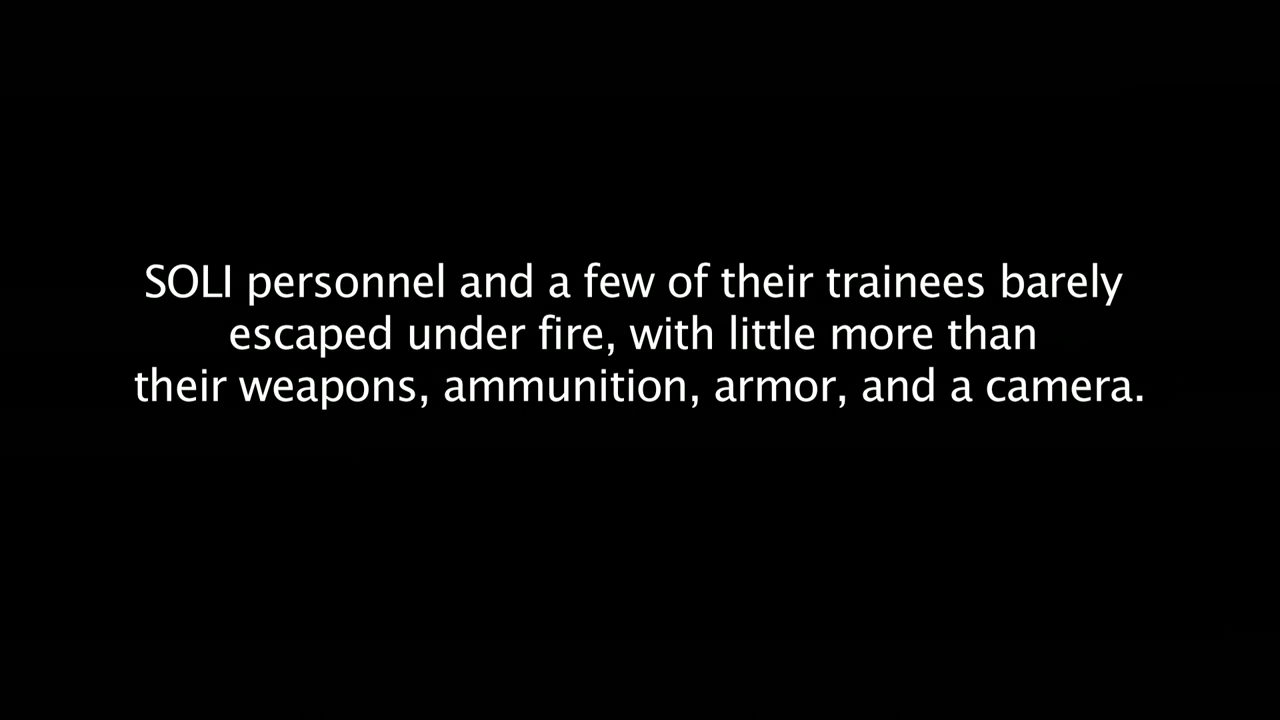 SOLI personnel and a few of their trainees barely
escaped under fire, with little more than
their weapons, ammunition, armor, and a camera.